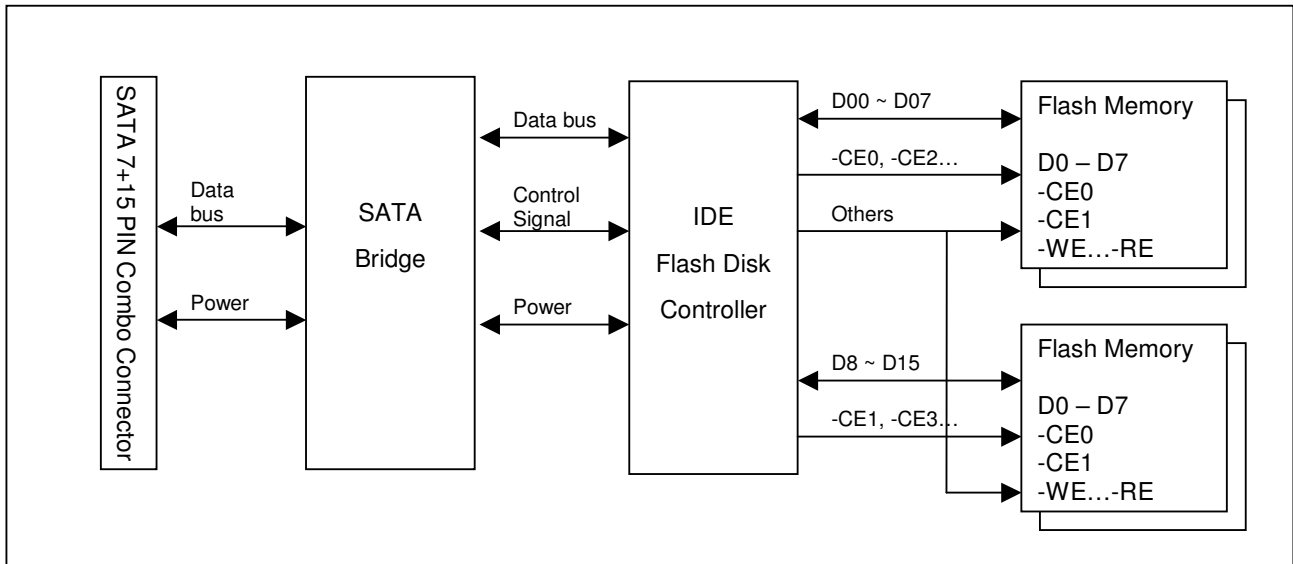 SATA 7+15 PIN Combo Connector
Data
bus
Power
SATA
Bridge
Data bus
Control
Signal
Power
IDE
Flash Disk
Controller
D00 ~ D07
-CE0, -CE2…
Others
D8 ~ D15
-CE1, -CE3…
Flash Memory
D0 – D7
-CE0
-CE1
-WE…-RE
Flash Memory
D0 – D7
-CE0
-CE1
-WE…-RE